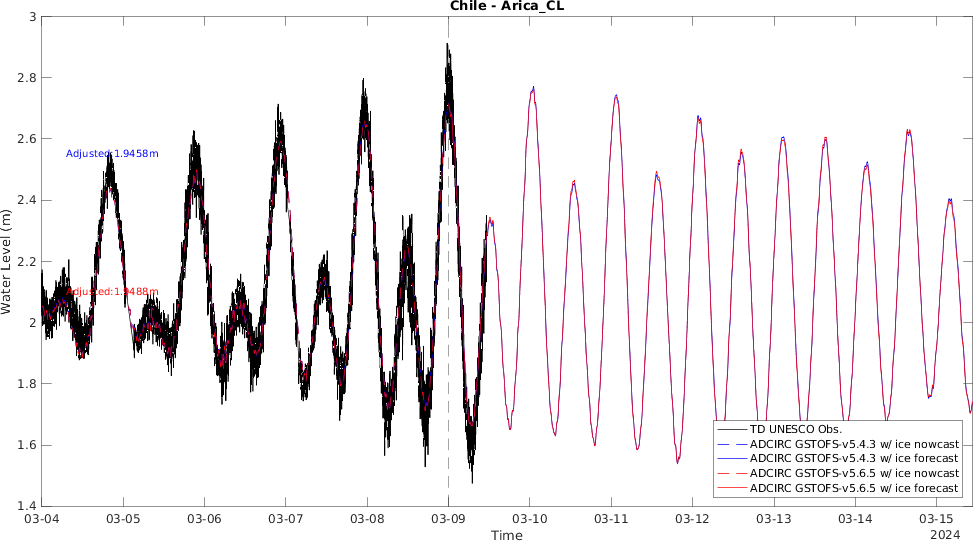 Chile - Arica_CL
3
2.8
2.6
2.4
2.2
2
1.8
1.6
1.4
Water Level (m)
Adjusted:1.9458m
Adjusted:1.9488m
TD UNESCO Obs.
ADCIRC GSTOFS-v5.4.3 w/ ice nowcast
ADCIRC GSTOFS-v5.4.3 w/ ice forecast
ADCIRC GSTOFS-v5.6.5 w/ ice nowcast
ADCIRC GSTOFS-v5.6.5 w/ ice forecast
03-04 03-05 03-06 03-07 03-08 03-09 03-10 03-11 03-12 03-13 03-14 03-15
Time
2024